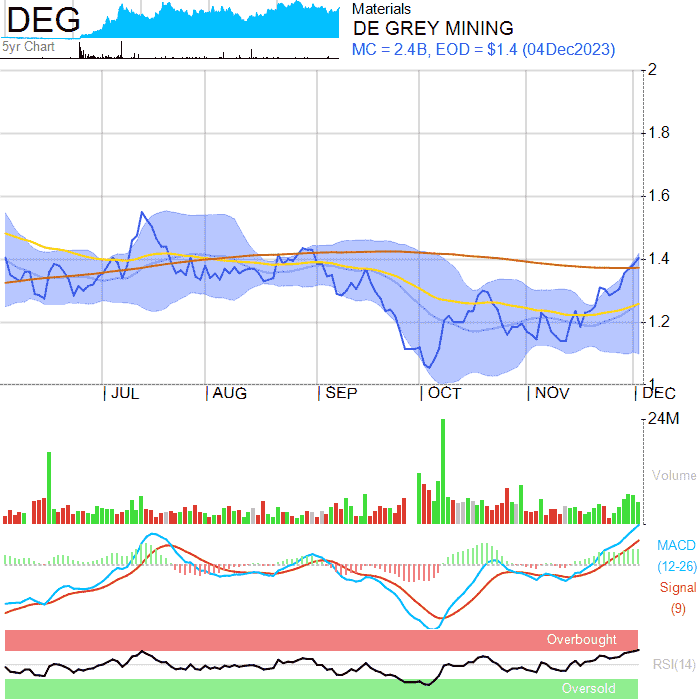 DEG
5yr Chart
Materials
DE GREY MINING
MC = 2.4B, EOD = $1.4 (04Dec2023)
2
1.8
1.6
1.4
1.2
1
JUL AUG SEP OCT NOV DEC
24M
Volume
MACD
(12-26)
Signal
(9)
Overbought
RSI(14)
Oversold